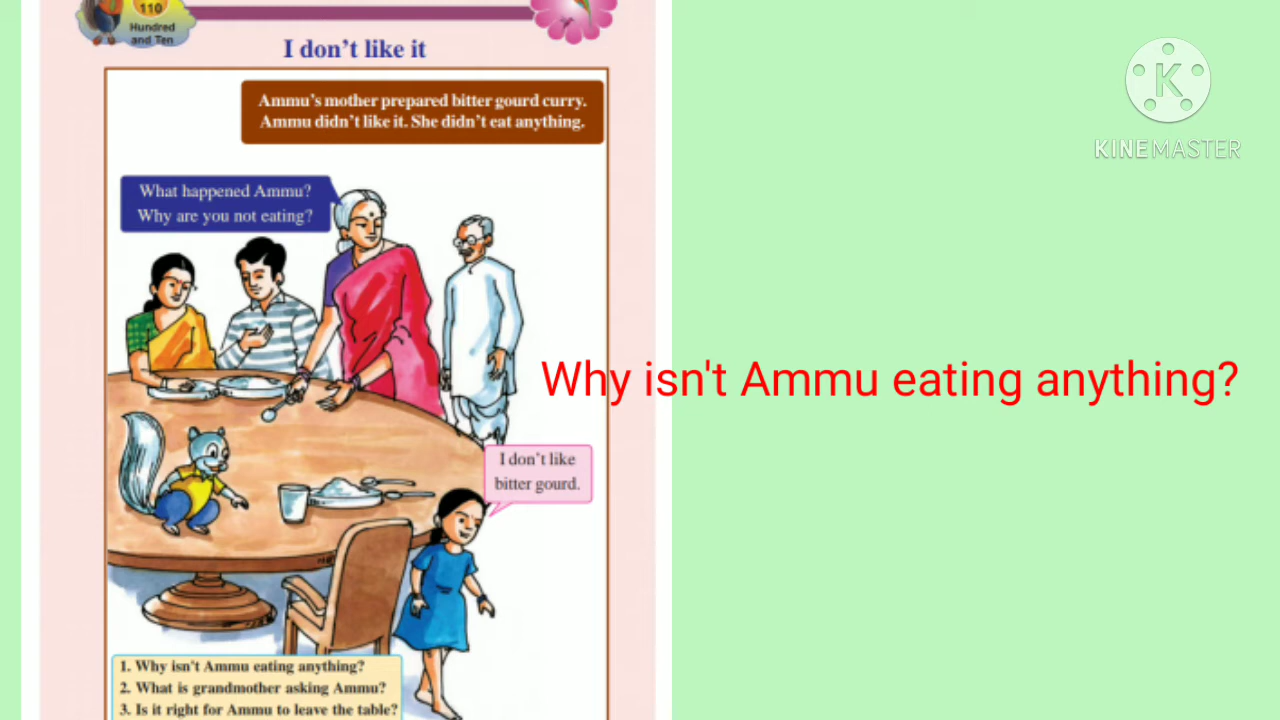 110
Hundred
and Ten
I don't like it
Ammu's mother prepared bitter gourd curry.
Ammu didn't like it. She didn't eat anything.
What happened Ammu?
Why are you not eating?
K
KINEMASTER
Why isn't Ammu eating anything?
I don't like
bitter gourd.
1. Why isn't Ammu eating anything?
2. What is grandmother asking Ammu?
3. Is it right for Ammu to leave the table?